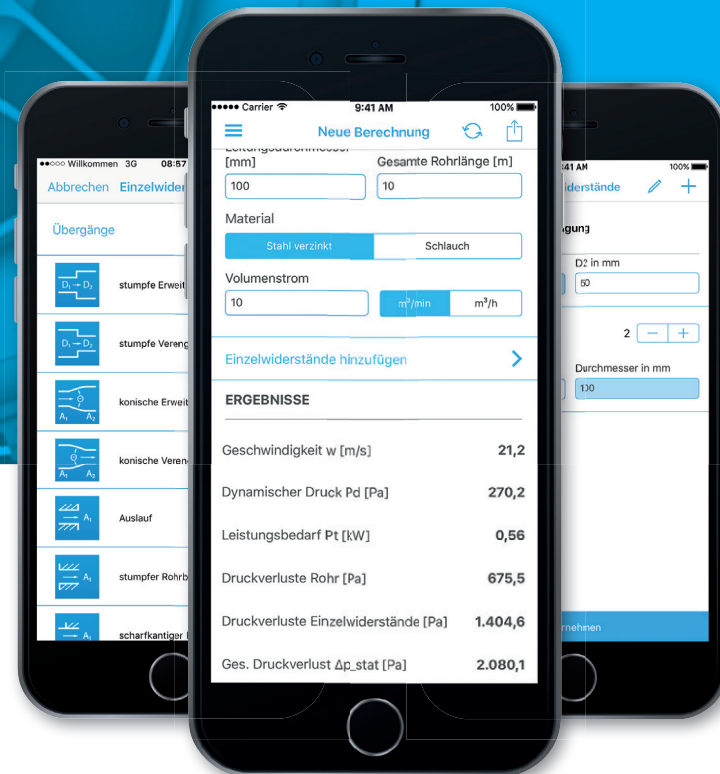 Carrier 9:41 AM 100%
Neue Berechnung
[mm] Gesamte Rohrlänge [m]
100 10
Material
Stahl verzinkt Schlauch
Volumenstrom
10 m³/min m³/h
Einzelwiderstände hinzufügen
ERGEBNISSE
Geschwindigkeit w [m/s] 21,2
Dynamischer Druck Pd [Pa] 270,2
Leistungsbedarf Pt [kW] 0,56
Druckverluste Rohr [Pa] 675,5
Druckverluste Einzelwiderstände [Pa] 1.404,6
Ges. Druckverlust Δp_stat [Pa] 2.080,1
Willkommen 3G 08:57
Abbrechen Einzelwider
Übergänge
D₁→D₂ stumpfe Erweit
D₁→D₂ stumpfe Vereng
A₁ A₂ konische Erweit
A₁ A₂ konische Veren
A₁ Auslauf
A₁ stumpfer Rohrb
A₁ scharfkantiger
:41 AM 100%
iderstände
gung
D2 in mm
50
2 − +
Durchmesser in mm
100
rnehmen